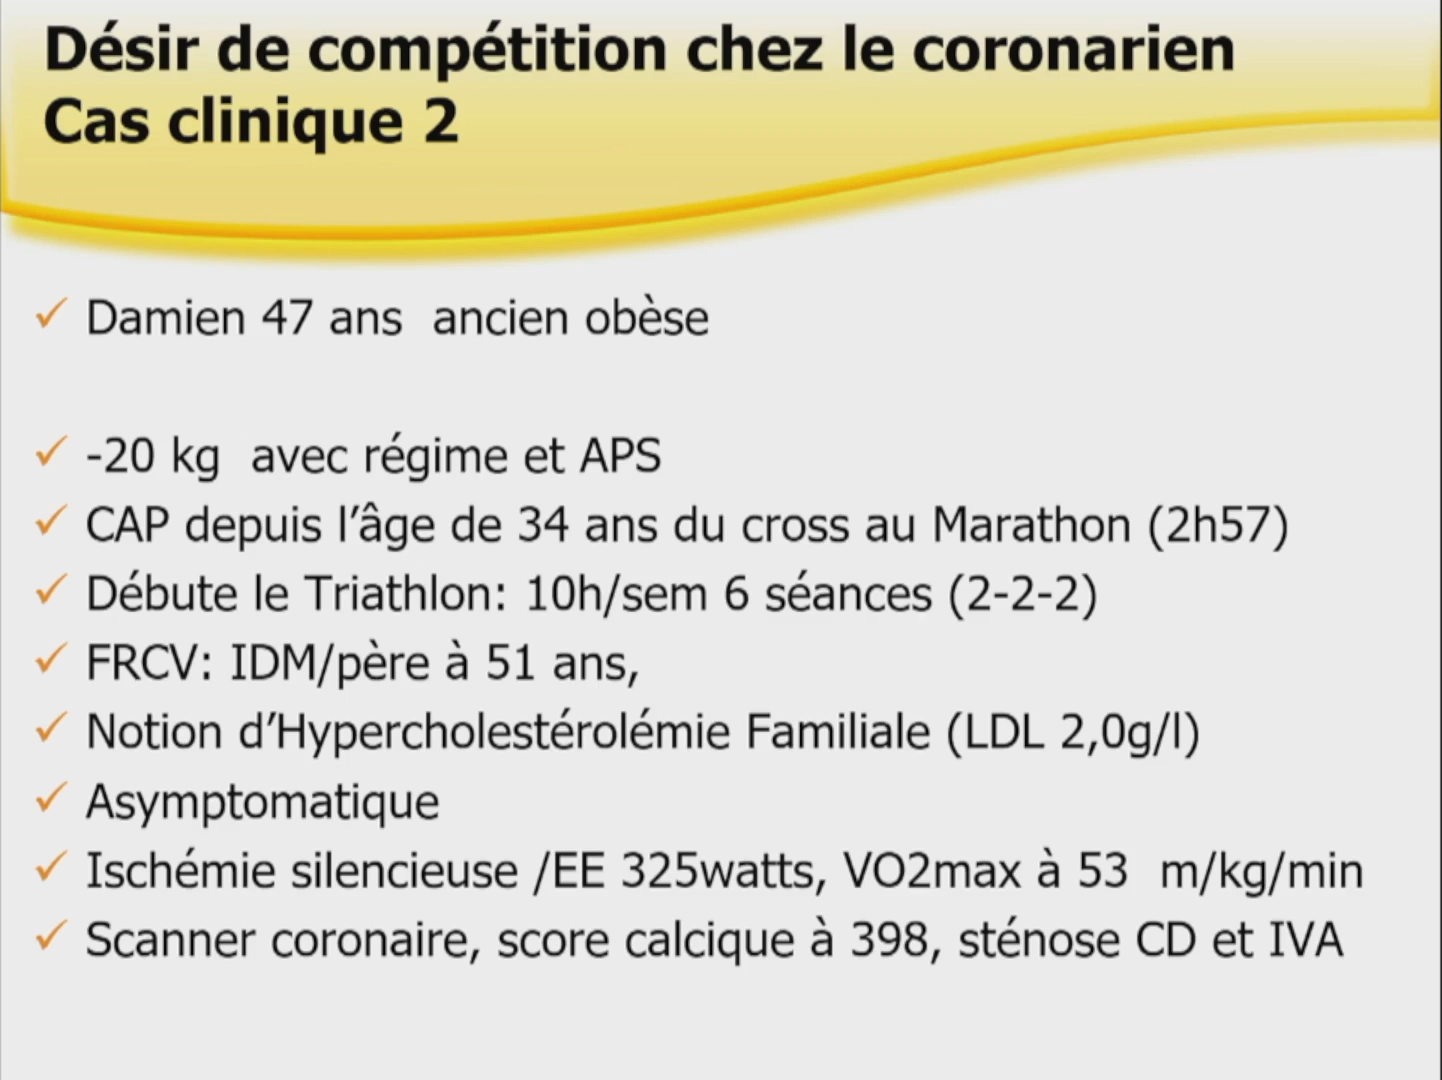 Désir de compétition chez le coronarien
Cas clinique 2
✓ Damien 47 ans ancien obèse
✓ -20 kg avec régime et APS
✓ CAP depuis l’âge de 34 ans du cross au Marathon (2h57)
✓ Débute le Triathlon: 10h/sem 6 séances (2-2-2)
✓ FRCV: IDM/père à 51 ans,
✓ Notion d’Hypercholestérolémie Familiale (LDL 2,0g/l)
✓ Asymptomatique
✓ Ischémie silencieuse /EE 325watts, VO2max à 53 m/kg/min
✓ Scanner coronaire, score calcique à 398, sténose CD et IVA